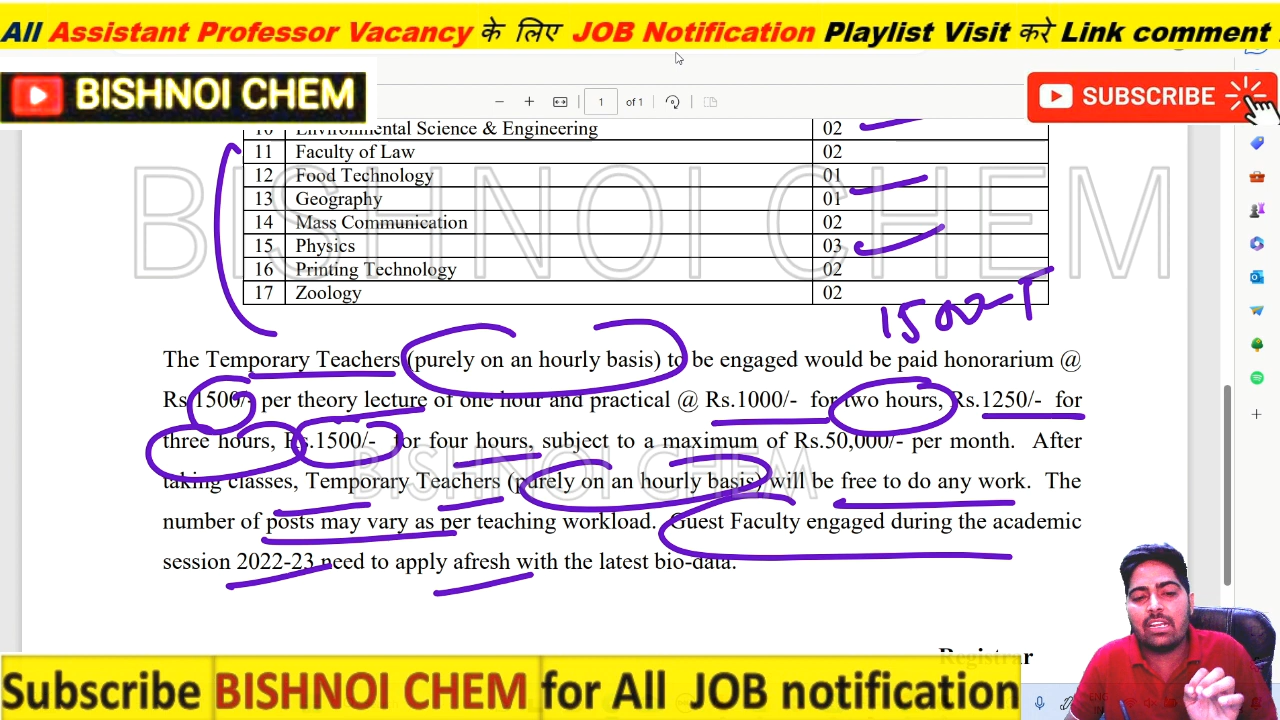 All Assistant Professor Vacancy के लिए JOB Notification Playlist Visit करे Link comment
BISHNOI CHEM
1 of 1
SUBSCRIBE
10 Environmental Science & Engineering 02
11 Faculty of Law 02
12 Food Technology 01
13 Geography 01
14 Mass Communication 02
15 Physics 03
16 Printing Technology 02
17 Zoology 02
BISHNOI CHEM
1500-T
The Temporary Teachers (purely on an hourly basis) to be engaged would be paid honorarium @
Rs.1500/- per theory lecture of one hour and practical @ Rs.1000/- for two hours, Rs.1250/- for
three hours, Rs.1500/- for four hours, subject to a maximum of Rs.50,000/- per month. After
BISHNOI CHEM
taking classes, Temporary Teachers (purely on an hourly basis) will be free to do any work. The
number of posts may vary as per teaching workload. Guest Faculty engaged during the academic
session 2022-23 need to apply afresh with the latest bio-data.
Registrar
Subscribe BISHNOI CHEM for All JOB notification